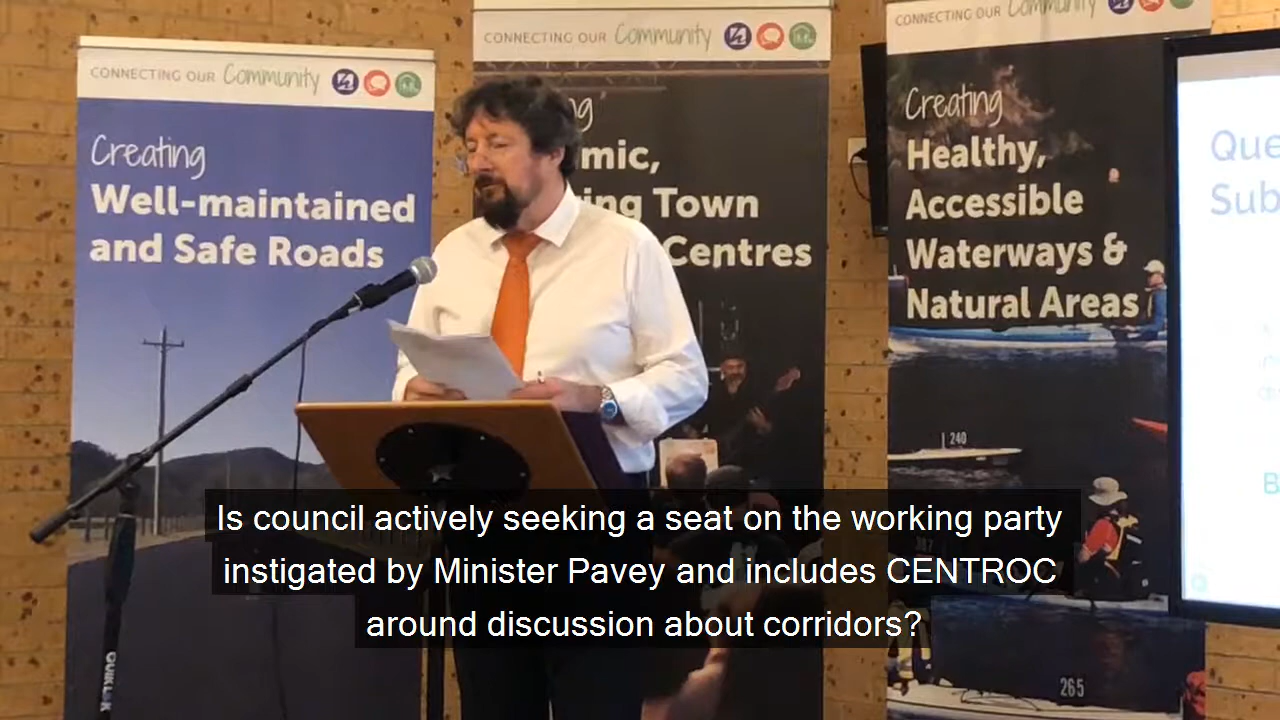 CONNECTING OUR Community
Creating
Well-maintained
and Safe Roads
CONNECTING OUR Community
mic,
ing Town
Centres
CONNECTING OUR Community
Creating
Healthy,
Accessible
Waterways &
Natural Areas
240
265
Que
Sub
B
QUIK
Is council actively seeking a seat on the working party
instigated by Minister Pavey and includes CENTROC
around discussion about corridors?